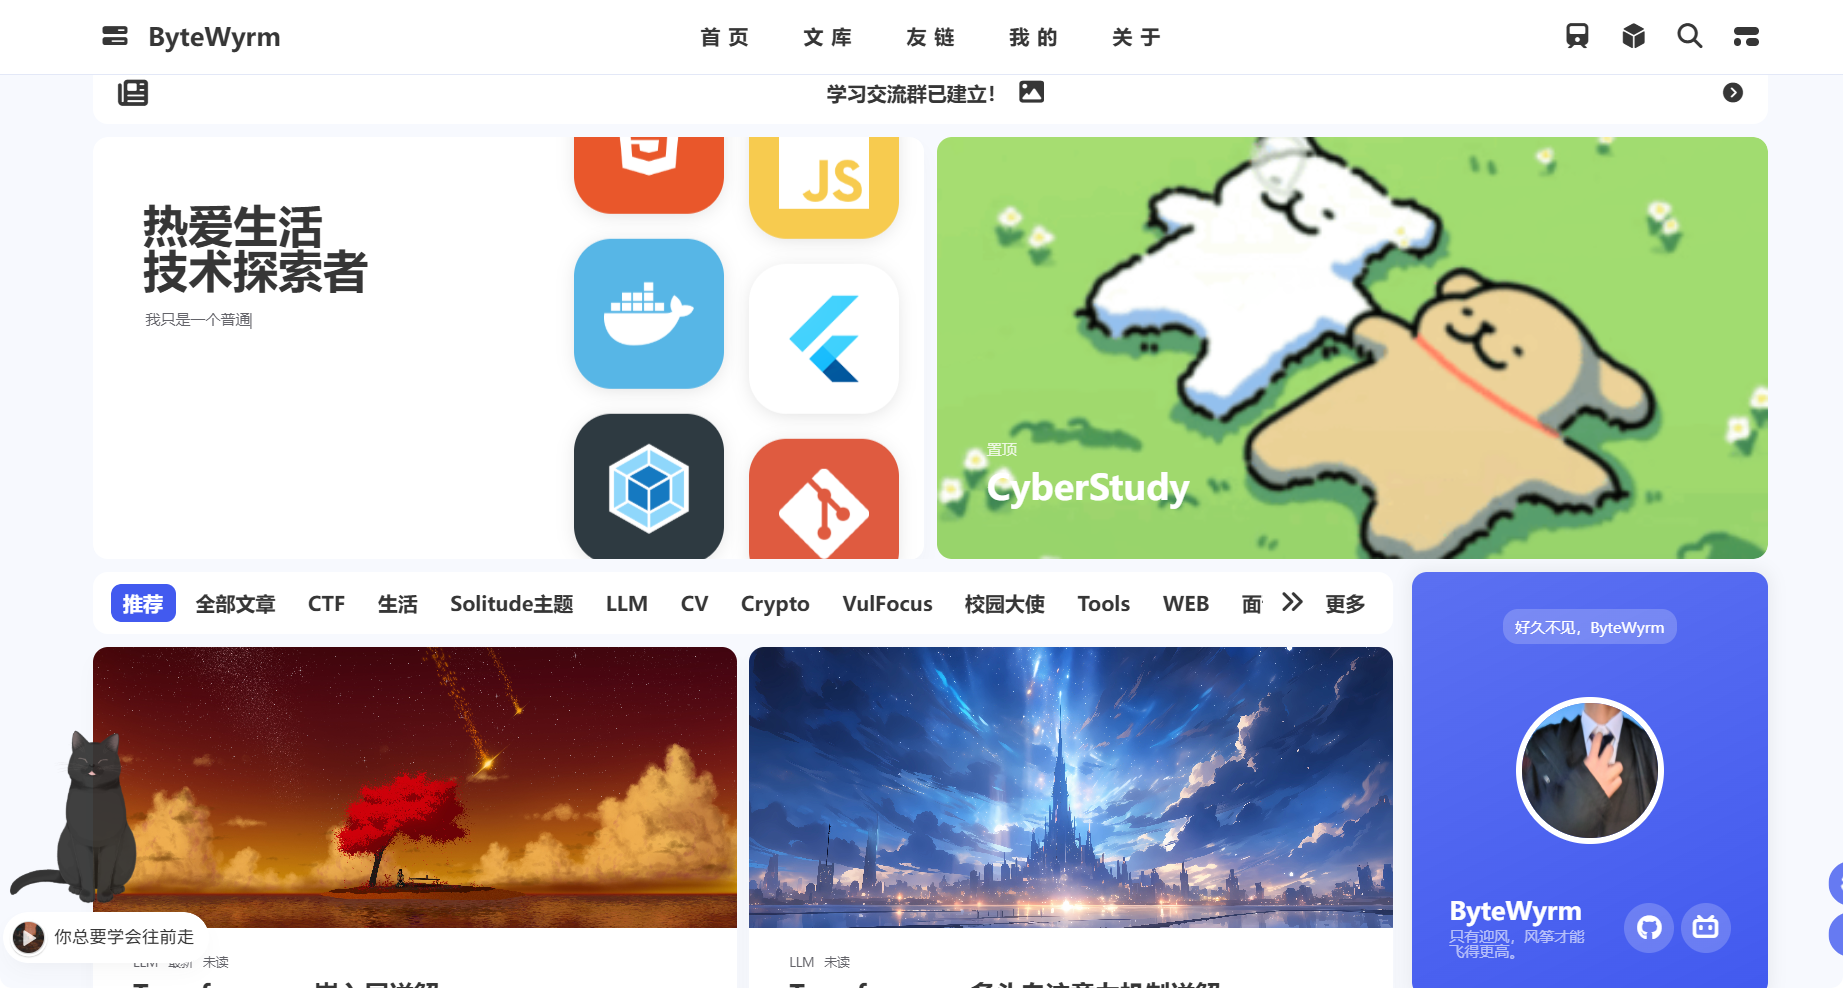 ByteWyrm
首页 文库 友链 我的 关于
学习交流群已建立！
热爱生活
技术探索者
我只是一个普通
JS
置顶
CyberStudy
推荐 全部文章 CTF 生活 Solitude主题 LLM CV Crypto VulFocus 校园大使 Tools WEB 面 更多
好久不见，ByteWyrm
ByteWyrm
只有迎风，风筝才能
飞得更高。
你总要学会往前走
LLM 最新 未读
LLM 未读